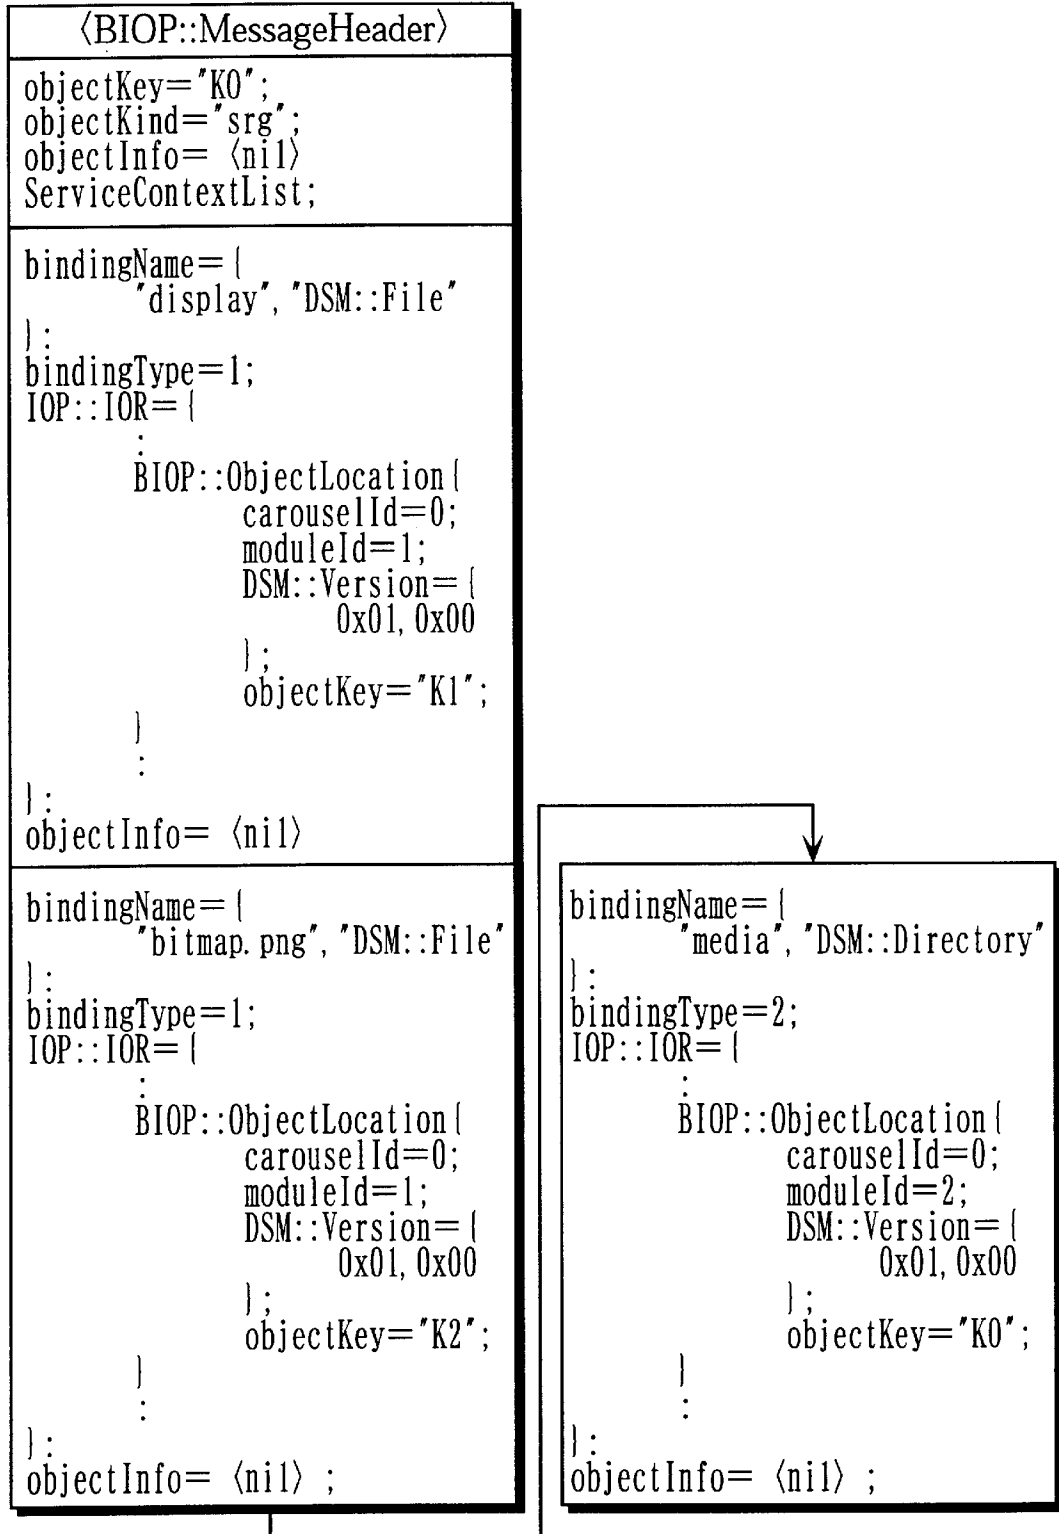 〈BIOP::MessageHeader〉
objectKey="K0";
objectKind="srg";
objectInfo= 〈nil〉
ServiceContextList;
bindingName={
"display", "DSM::File"
}:
bindingType=1;
IOP::IOR={
:
BIOP::ObjectLocation{
carouselId=0;
moduleId=1;
DSM::Version={
0x01, 0x00
};
objectKey="K1";
}
:
}:
objectInfo= 〈nil〉
bindingName={
"bitmap.png", "DSM::File"
}:
bindingType=1;
IOP::IOR={
:
BIOP::ObjectLocation{
carouselId=0;
moduleId=1;
DSM::Version={
0x01, 0x00
};
objectKey="K2";
}
:
}:
objectInfo= 〈nil〉 ;
bindingName={
"media", "DSM::Directory"
}:
bindingType=2;
IOP::IOR={
:
BIOP::ObjectLocation{
carouselId=0;
moduleId=2;
DSM::Version={
0x01, 0x00
};
objectKey="K0";
}
:
}:
objectInfo= 〈nil〉 ;